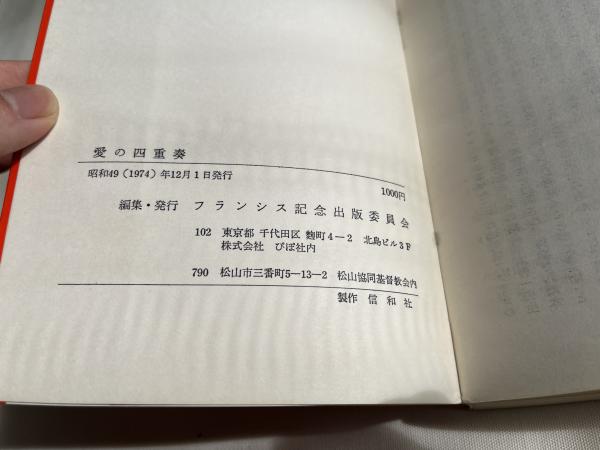 愛の四重奏
昭和49（1974）年12月1日発行
1000円
編集・発行 フランシス記念出版委員会
102 東京都 千代田区 麴町4−2 北島ビル3F
株式会社 びぼ社内
790 松山市三番町5−13−2 松山協同基督教会内
製作 信和社